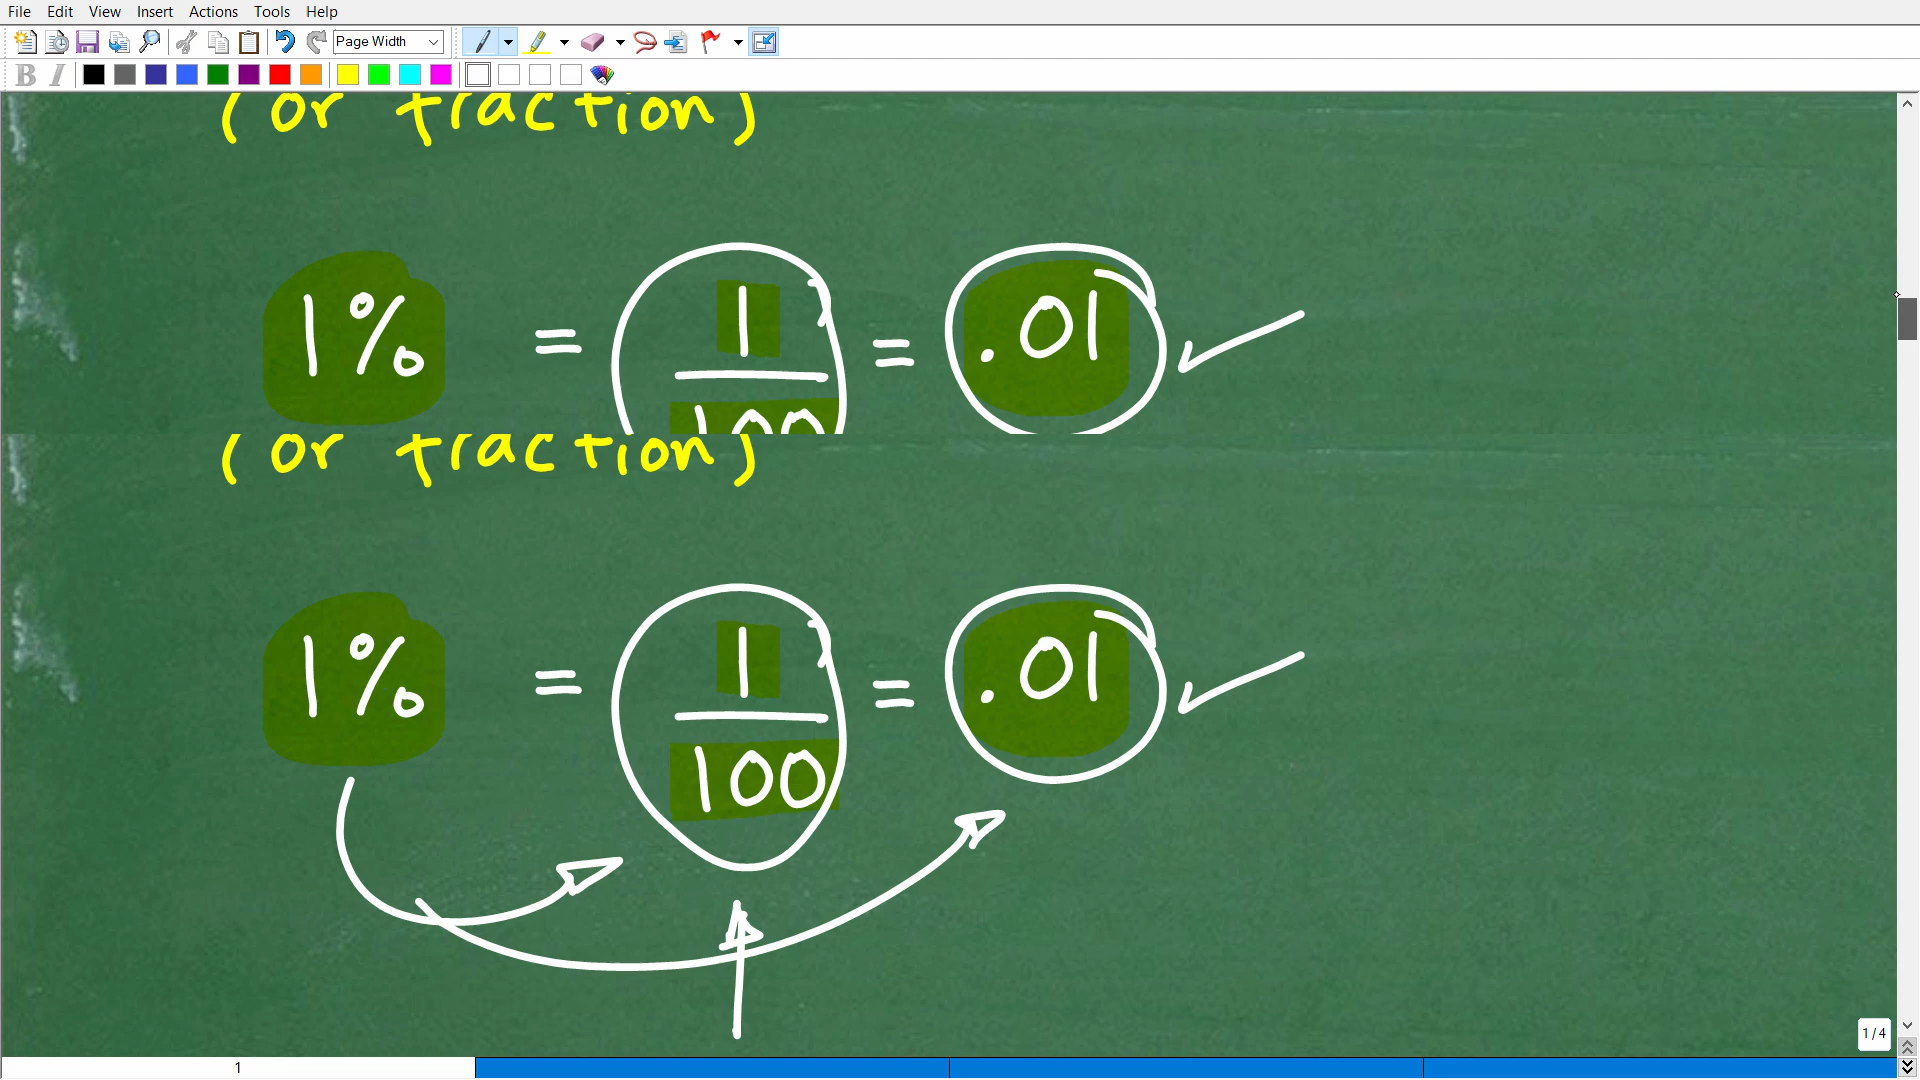 File Edit View Insert Actions Tools Help
Page Width
B I
(or fraction)
1% = 1/100 = .01
(or fraction)
1% = 1/100 = .01
1 / 4
1